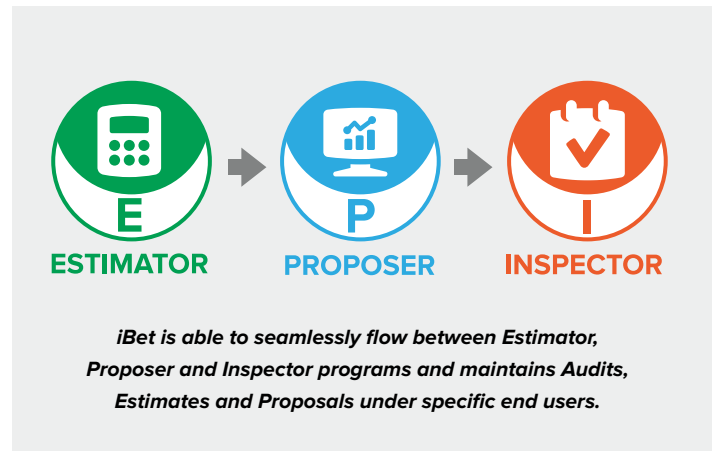 E
P
I
ESTIMATOR
PROPOSER
INSPECTOR
iBet is able to seamlessly flow between Estimator,
Proposer and Inspector programs and maintains Audits,
Estimates and Proposals under specific end users.